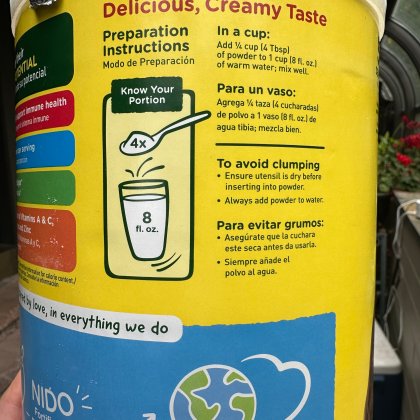 Delicious, Creamy Taste
Preparation
Instructions
Modo de Preparación
Know Your
Portion
4x
8
fl. oz.
In a cup:
Add ¼ cup (4 Tbsp)
of powder to 1 cup (8 fl. oz.)
of warm water; mix well.
Para un vaso:
Agrega ¼ taza (4 cucharadas)
de polvo a 1 vaso (8 fl. oz.) de
agua tibia; mezcla bien.
To avoid clumping
• Ensure utensil is dry before
inserting into powder.
• Always add powder to water.
Para evitar grumos:
• Asegúrate que la cuchara
este seca antes da usarla.
• Siempre añade el
polvo al agua.
potencial
immune health
serving
Vitamins A & C,
by love, in everything we do
NIDO